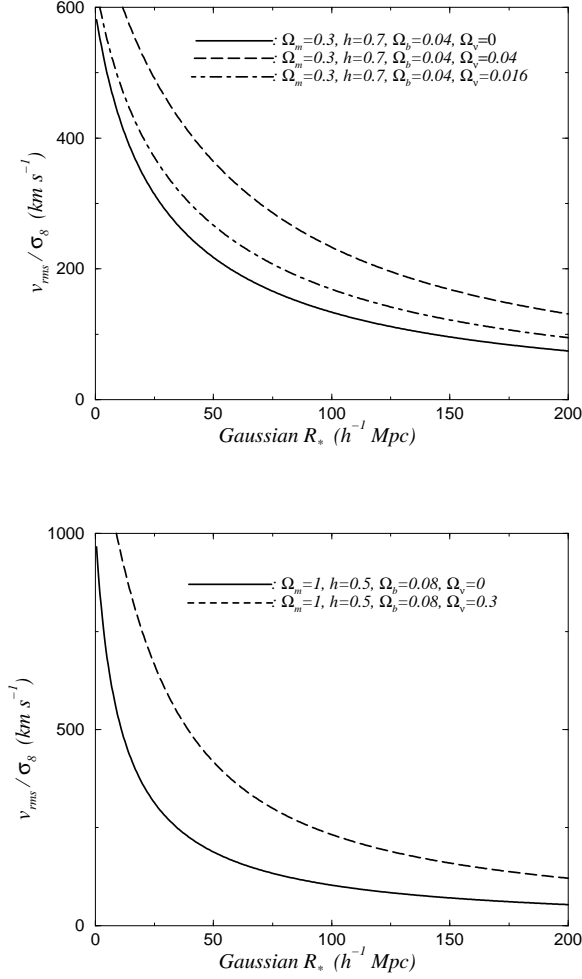 600
400
200
0
v_rms / σ_8 (km s^−1)
: Ω_m=0.3, h=0.7, Ω_b=0.04, Ω_ν=0
: Ω_m=0.3, h=0.7, Ω_b=0.04, Ω_ν=0.04
: Ω_m=0.3, h=0.7, Ω_b=0.04, Ω_ν=0.016
0 50 100 150 200
Gaussian R_* (h^−1 Mpc)
1000
500
0
v_rms / σ_8 (km s^−1)
: Ω_m=1, h=0.5, Ω_b=0.08, Ω_ν=0
: Ω_m=1, h=0.5, Ω_b=0.08, Ω_ν=0.3
0 50 100 150 200
Gaussian R_* (h^−1 Mpc)